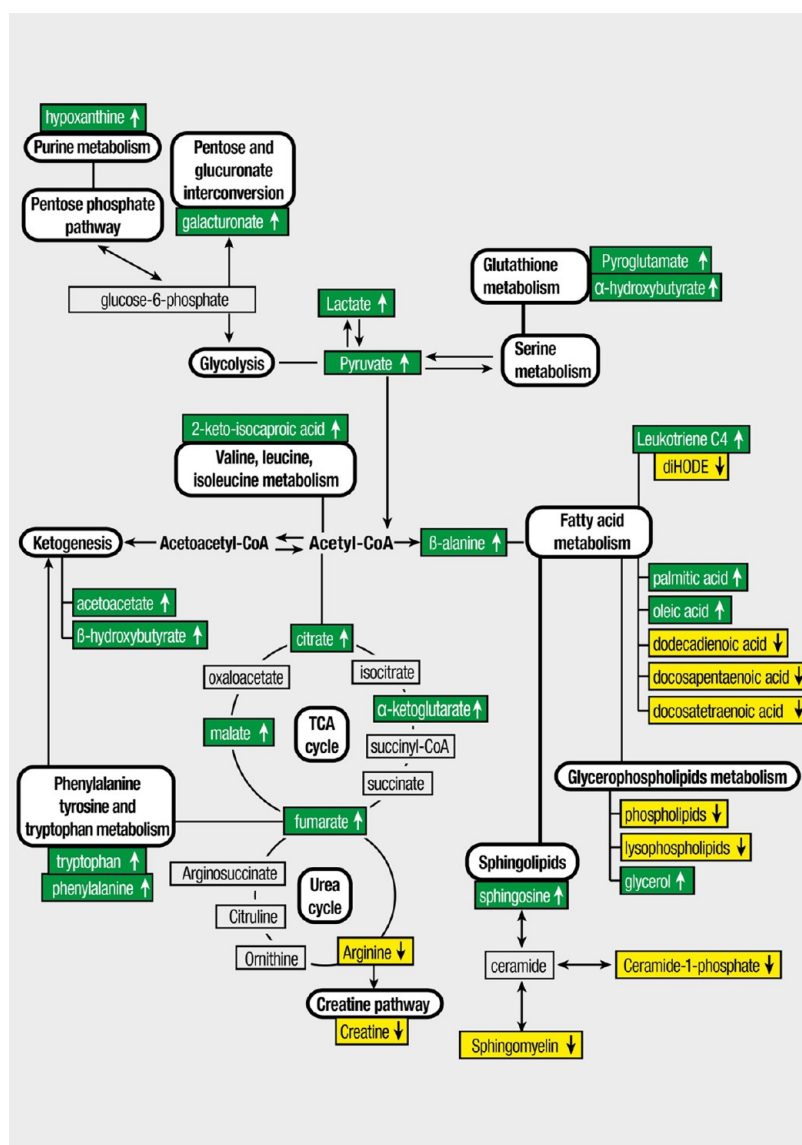 hypoxanthine ↑
Purine metabolism
Pentose phosphate
pathway
Pentose and
glucuronate
interconversion
galacturonate ↑
glucose-6-phosphate
Glycolysis
Lactate ↑
Pyruvate ↑
Glutathione
metabolism
Pyroglutamate ↑
α-hydroxybutyrate ↑
Serine
metabolism
2-keto-isocaproic acid ↑
Valine, leucine,
isoleucine metabolism
Leukotriene C4 ↑
diHODE ↓
Ketogenesis
Acetoacetyl-CoA
Acetyl-CoA
ß-alanine ↑
Fatty acid
metabolism
acetoacetate ↑
ß-hydroxybutyrate ↑
palmitic acid ↑
oleic acid ↑
dodecadienoic acid ↓
docosapentaenoic acid ↓
docosatetraenoic acid ↓
citrate ↑
oxaloacetate
isocitrate
malate ↑
α-ketoglutarate ↑
TCA
cycle
succinyl-CoA
succinate
fumarate ↑
Phenylalanine
tyrosine and
tryptophan metabolism
tryptophan ↑
phenylalanine ↑
Arginosuccinate
Citruline
Ornithine
Urea
cycle
Arginine ↓
Creatine pathway
Creatine ↓
Glycerophospholipids metabolism
phospholipids ↓
lysophospholipids ↓
glycerol ↑
Sphingolipids
sphingosine ↑
ceramide
Ceramide-1-phosphate ↓
Sphingomyelin ↓